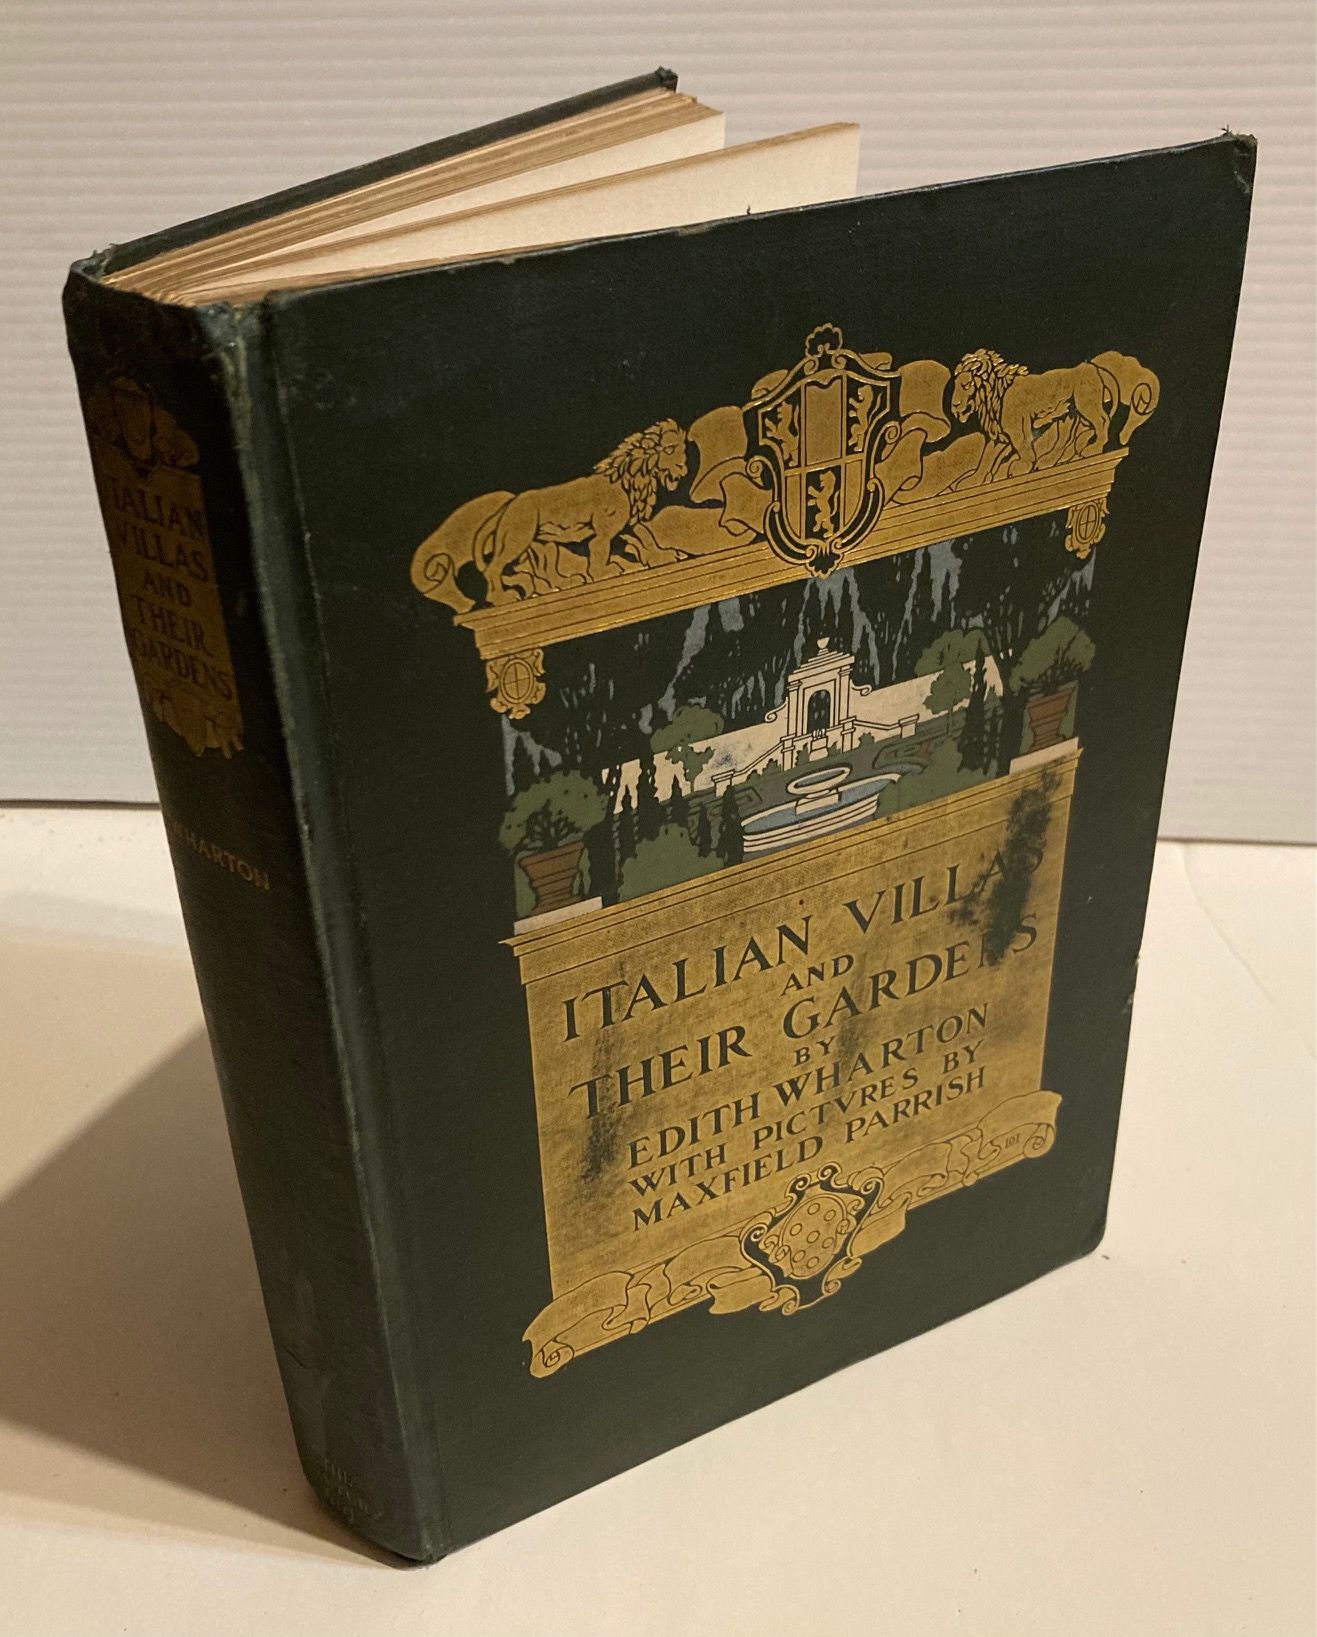 ITALIAN
VILLAS
AND
THEIR
GARDENS
WHARTON
THE
ITALIAN VILLAS
AND
THEIR GARDENS
BY
EDITH WHARTON
WITH PICTVRES BY
MAXFIELD PARRISH